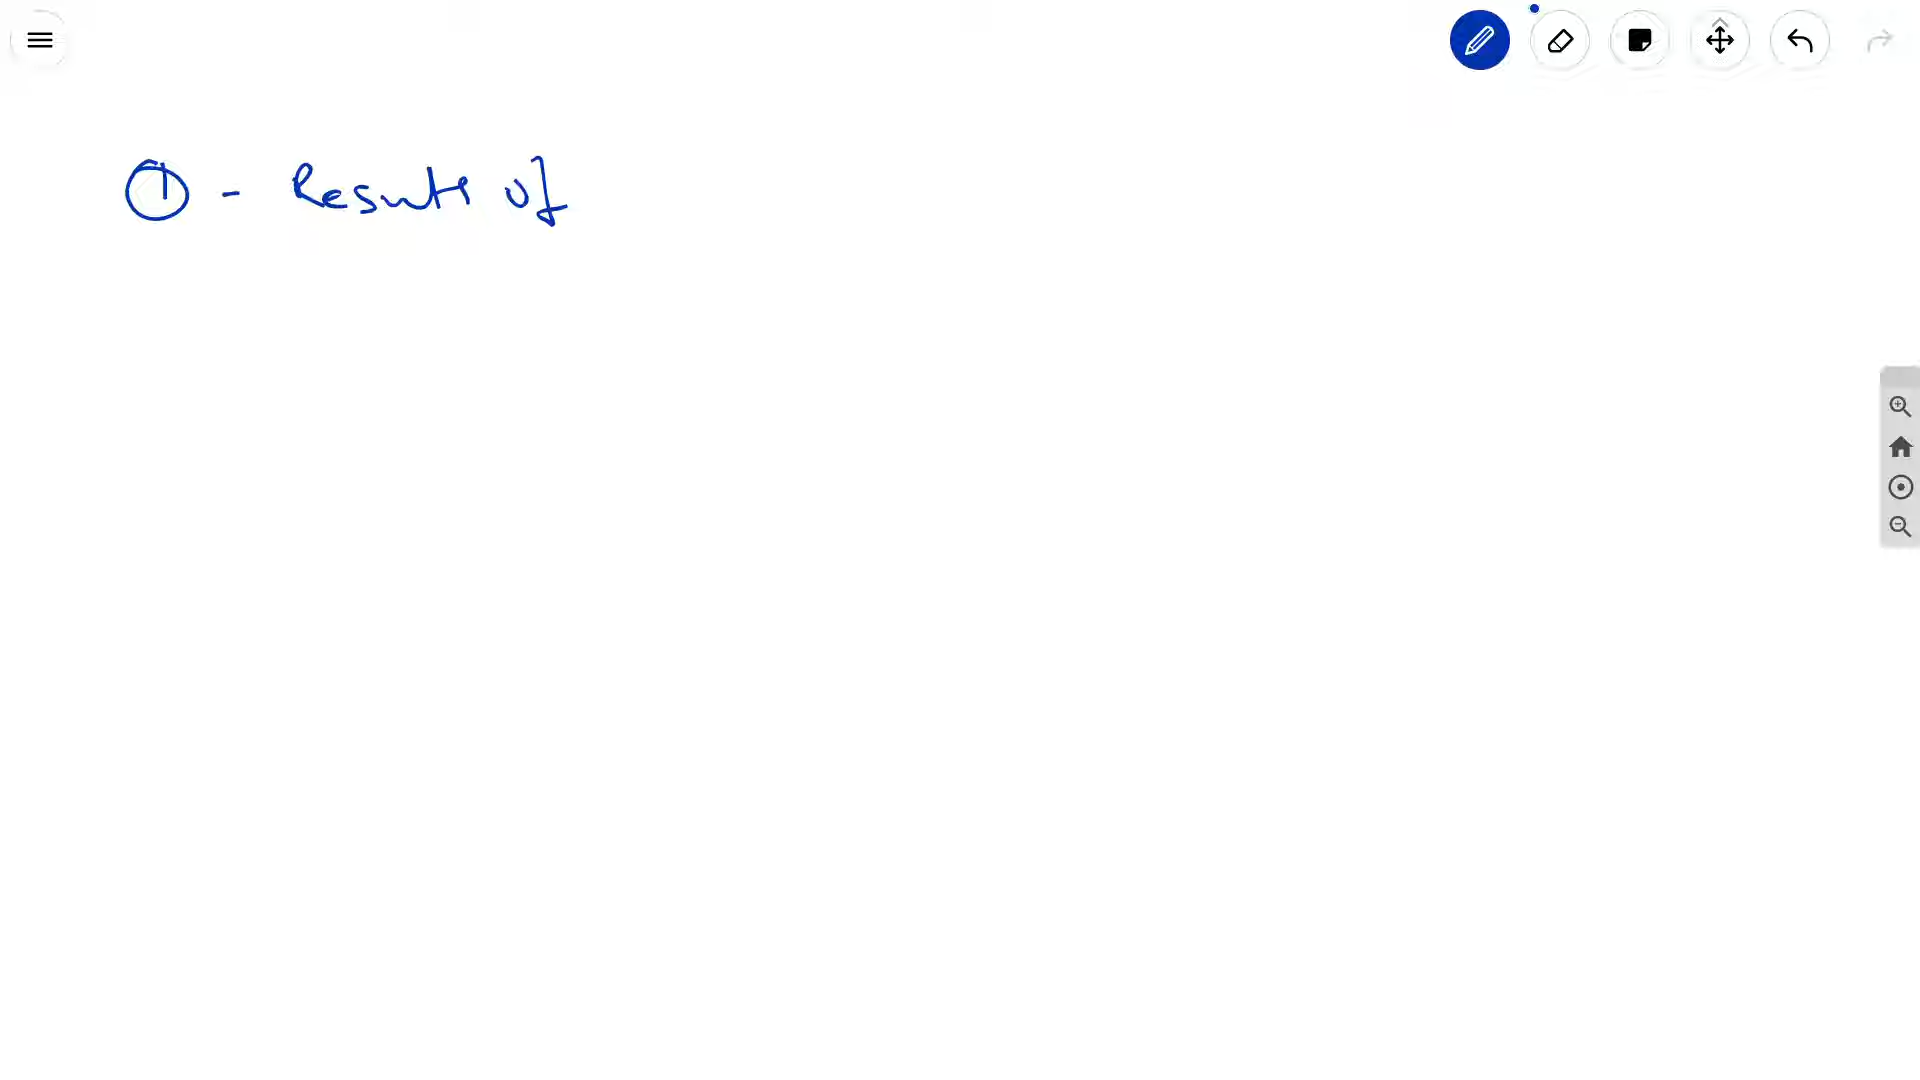 ① - Results of